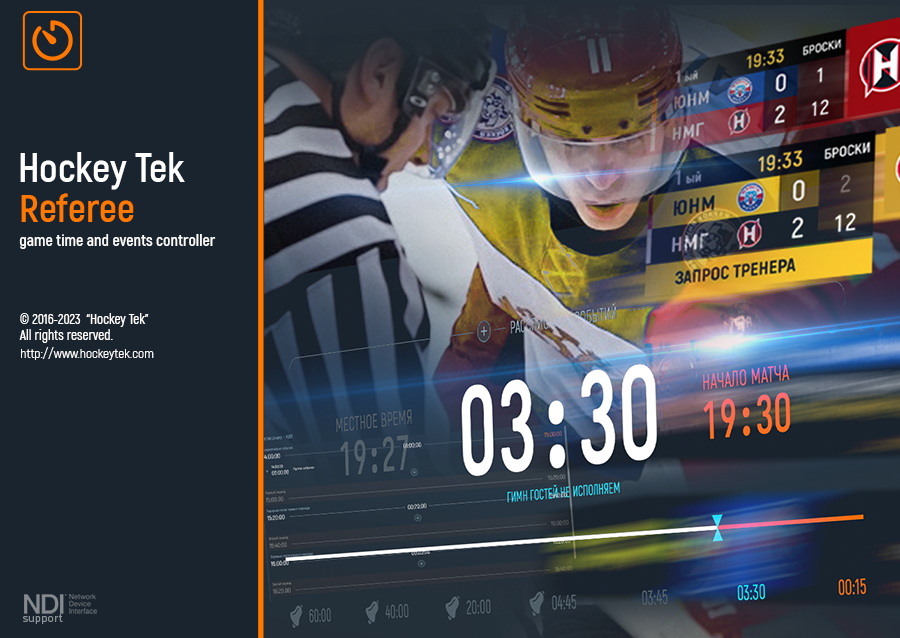 Hockey Tek
Referee
game time and events controller
© 2016-2023 “Hockey Tek”
All rights reserved.
http://www.hockeytek.com
NDI
support
Network
Device
Interface
1 ый 19:33 БРОСКИ
ЮНМ 0 1
НМГ 2 12
1 ый 19:33 БРОСКИ
ЮНМ 0 2
НМГ 2 12
ЗАПРОС ТРЕНЕРА
МЕСТНОЕ ВРЕМЯ
19:27
03:30
НАЧАЛО МАТЧА
19:30
ГИМН ГОСТЕЙ НЕ ИСПОЛНЯЕМ
60:00 40:00 20:00 04:45 03:45 03:30 00:15